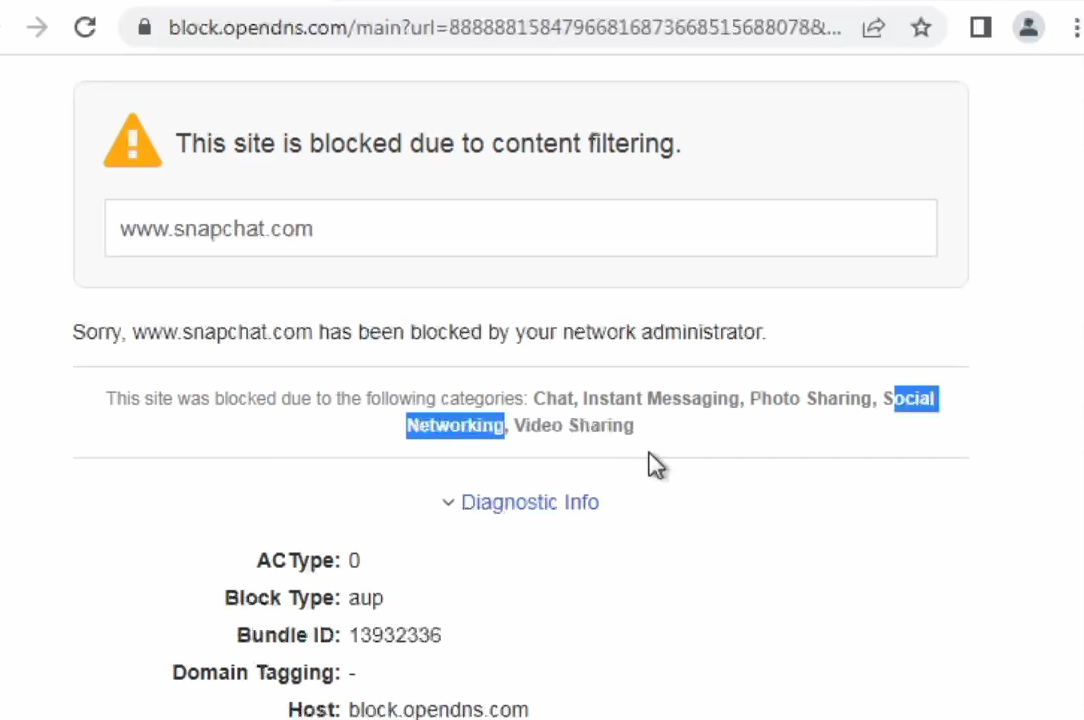 block.opendns.com/main?url=88888815847966816873668515688078&...
This site is blocked due to content filtering.
www.snapchat.com
Sorry, www.snapchat.com has been blocked by your network administrator.
This site was blocked due to the following categories: Chat, Instant Messaging, Photo Sharing, Social
Networking, Video Sharing
Diagnostic Info
ACType: 0
Block Type: aup
Bundle ID: 13932336
Domain Tagging: -
Host: block.opendns.com